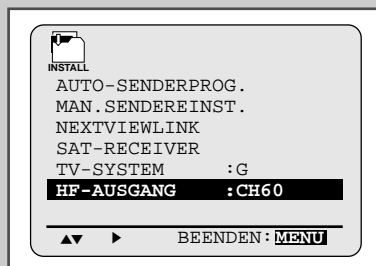 INSTALL
AUTO-SENDERPROG.
MAN.SENDEREINST.
NEXTVIEWLINK
SAT-RECEIVER
TV-SYSTEM :G
HF-AUSGANG :CH60
▲▼ ▶ BEENDEN:MENU